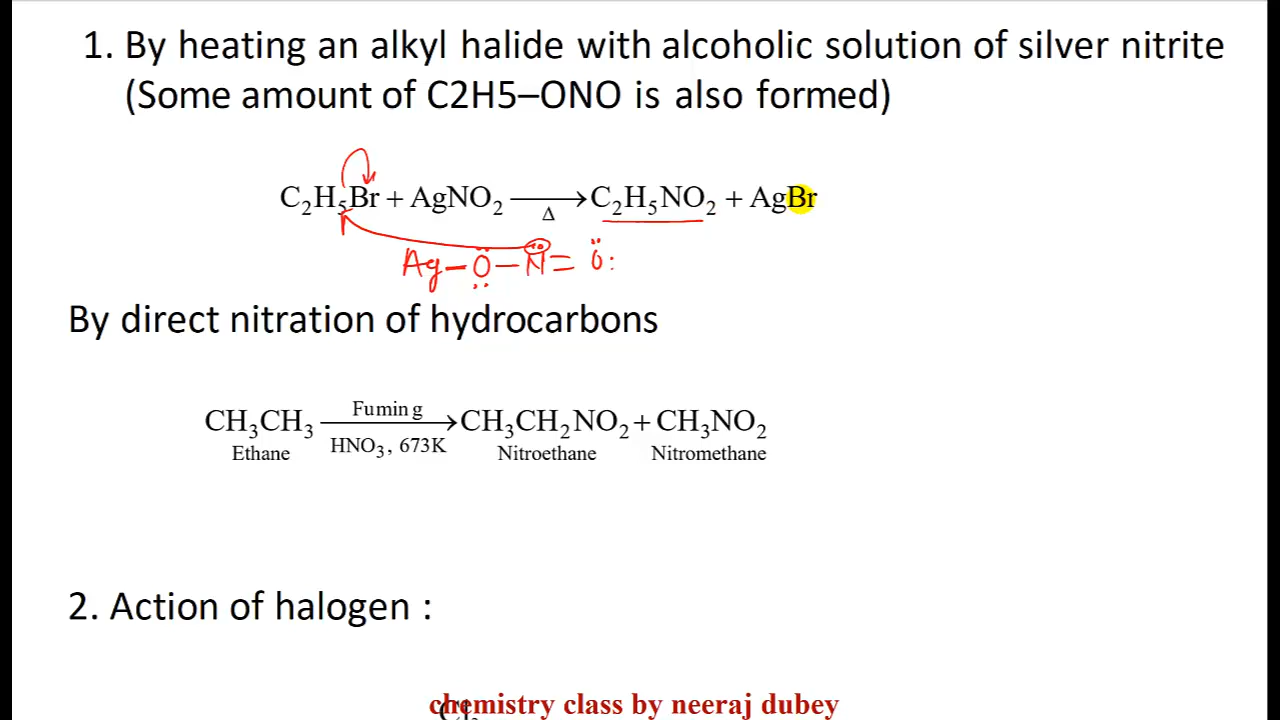 1. By heating an alkyl halide with alcoholic solution of silver nitrite
(Some amount of C2H5–ONO is also formed)
C₂H₅Br + AgNO₂ ⟶ C₂H₅NO₂ + AgBr
Δ
Ag–O–N=O:
By direct nitration of hydrocarbons
Fumin g
CH₃CH₃ ⟶ CH₃CH₂NO₂ + CH₃NO₂
Ethane HNO₃, 673K Nitroethane Nitromethane
2. Action of halogen :
chemistry class by neeraj dubey